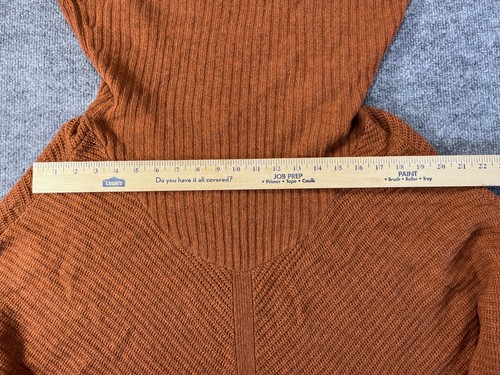 1 2 3 4 5 6 7 8 9 10 11 12 13 14 15 16 17 18 19 20 21 22
Lowe's Do you have it all covered? JOB PREP PAINT
• Primer • Tape • Caulk • Brush • Roller • Tray